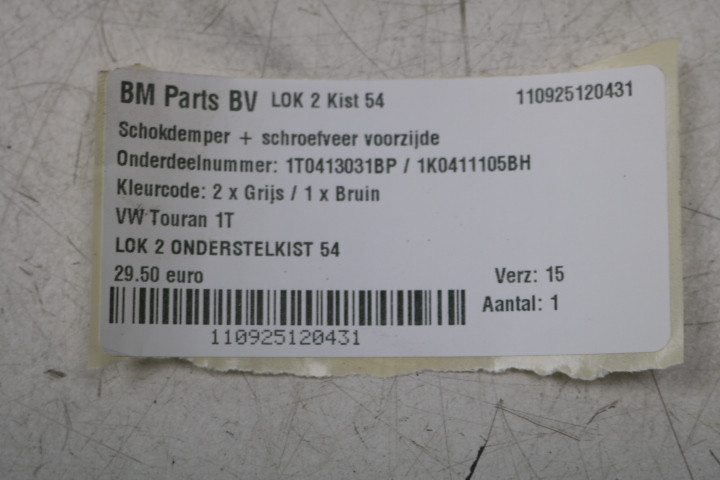 BM Parts BV LOK 2 Kist 54 110925120431
Schokdemper + schroefveer voorzijde
Onderdeelnummer: 1T0413031BP / 1K0411105BH
Kleurcode: 2 x Grijs / 1 x Bruin
VW Touran 1T
LOK 2 ONDERSTELKIST 54
29.50 euro Verz: 15
Aantal: 1
110925120431